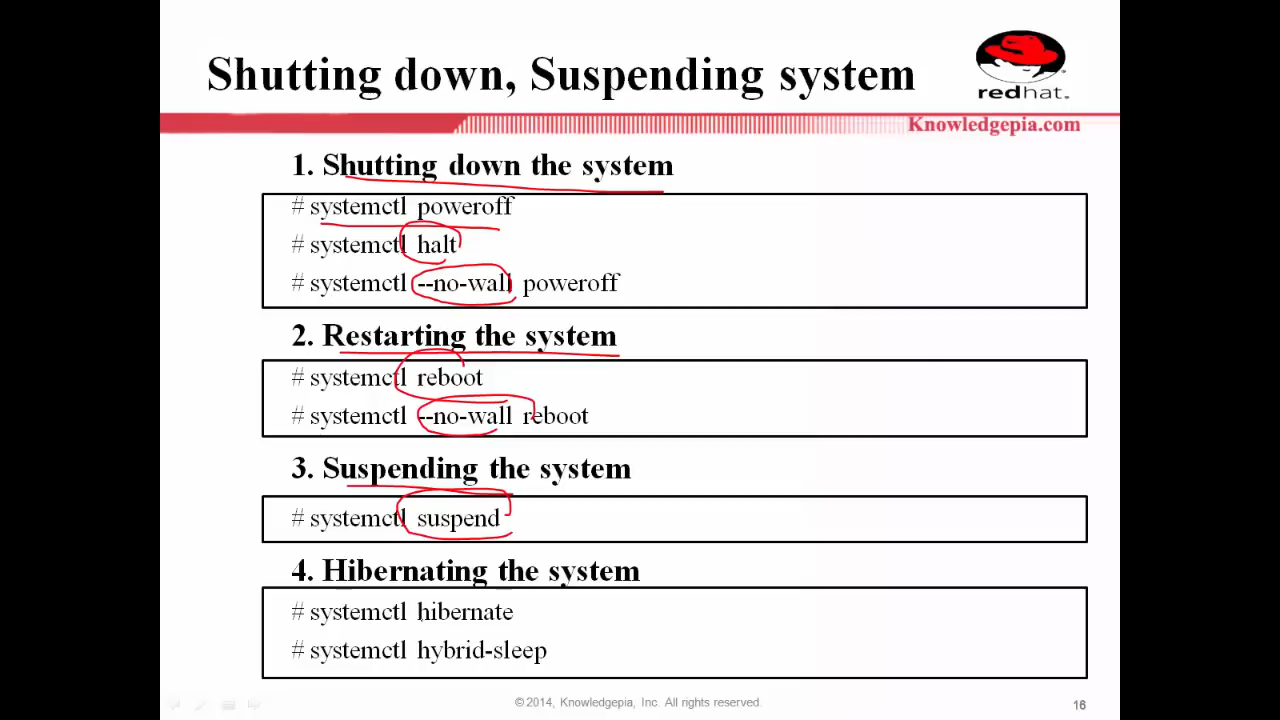 Shutting down, Suspending system
redhat.
Knowledgepia.com
1. Shutting down the system
# systemctl poweroff
# systemctl halt
# systemctl --no-wall poweroff
2. Restarting the system
# systemctl reboot
# systemctl --no-wall reboot
3. Suspending the system
# systemctl suspend
4. Hibernating the system
# systemctl hibernate
# systemctl hybrid-sleep
© 2014, Knowledgepia, Inc. All rights reserved.
16